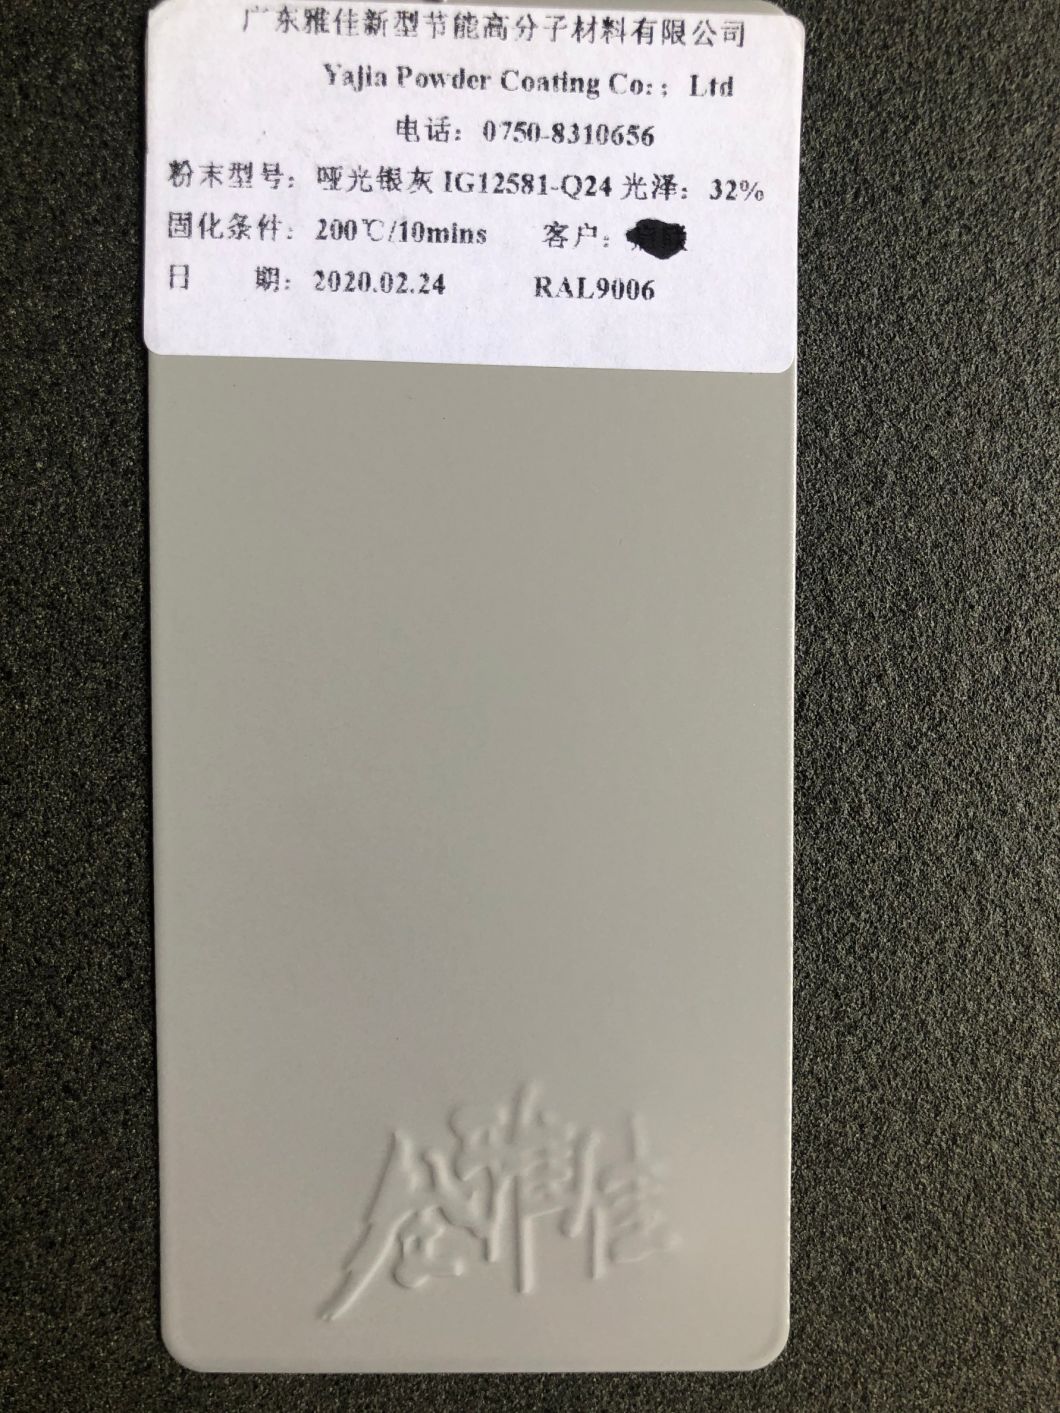 广东雅佳新型节能高分子材料有限公司
Yajia Powder Coating Co:；Ltd
电话：0750-8310656
粉末型号：哑光银灰 IG12581-Q24 光泽：32%
固化条件：200℃/10mins 客户：
日 期：2020.02.24 RAL9006
雅佳